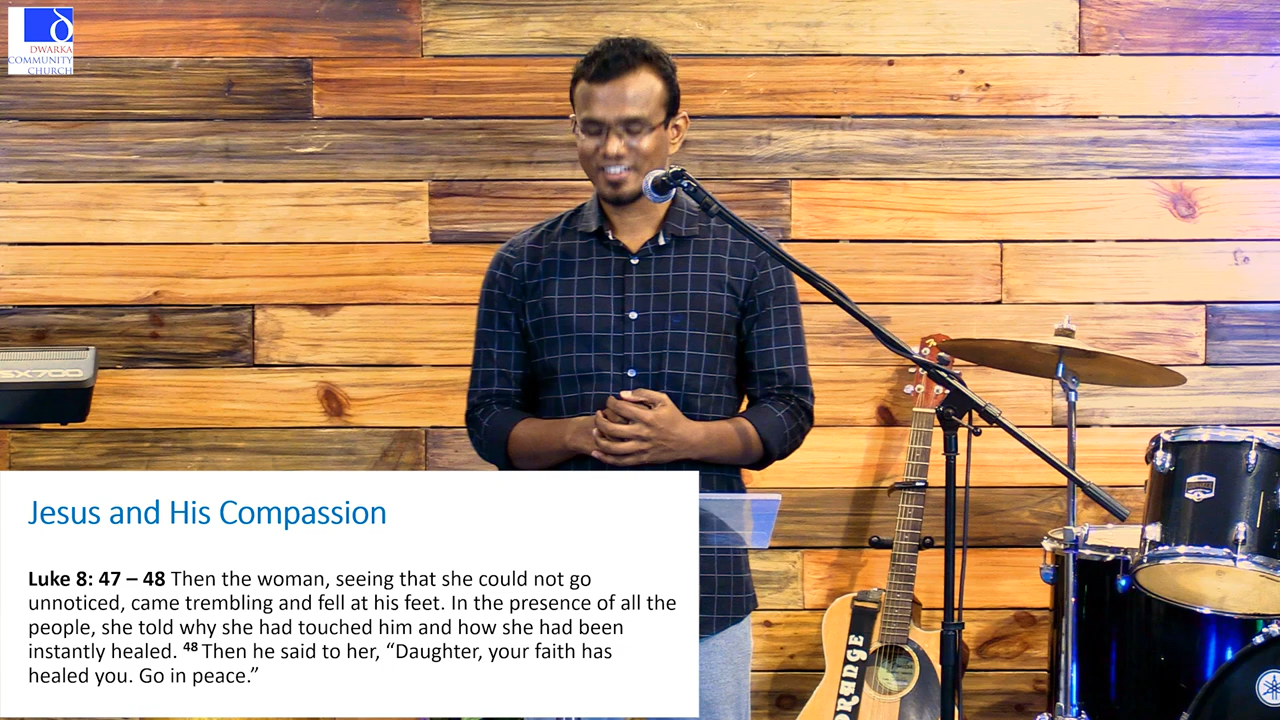 DWARKA
COMMUNITY
CHURCH
SX700
Jesus and His Compassion
Luke 8: 47 – 48 Then the woman, seeing that she could not go
unnoticed, came trembling and fell at his feet. In the presence of all the
people, she told why she had touched him and how she had been
instantly healed. 48 Then he said to her, “Daughter, your faith has
healed you. Go in peace.”
ORANGE